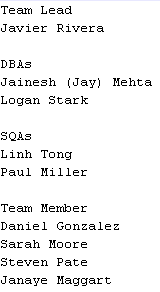 Team Lead
Javier Rivera

DBAs
Jainesh (Jay) Mehta
Logan Stark

SQAs
Linh Tong
Paul Miller

Team Member
Daniel Gonzalez
Sarah Moore
Steven Pate
Janaye Maggart